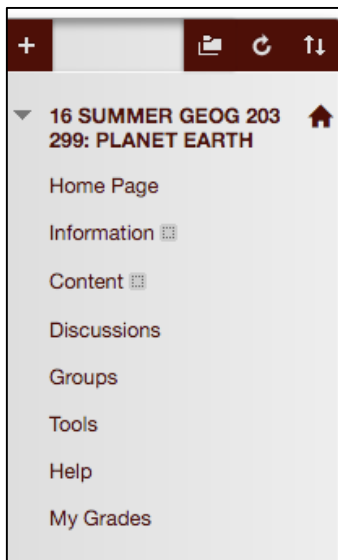 16 SUMMER GEOG 203
299: PLANET EARTH
Home Page
Information
Content
Discussions
Groups
Tools
Help
My Grades